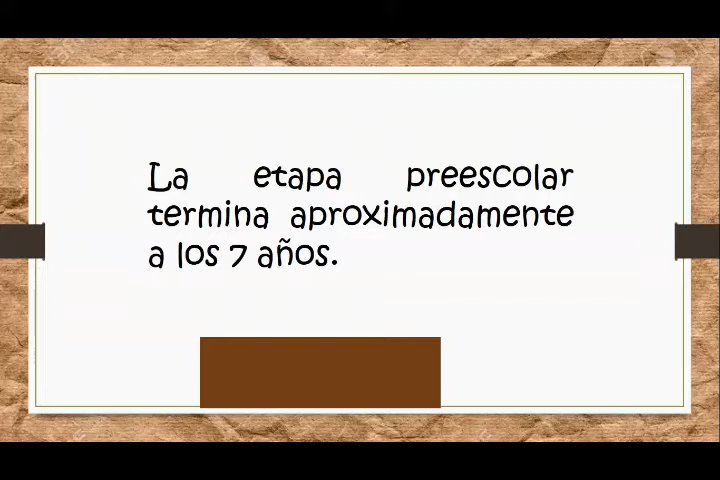 La etapa preescolar
termina aproximadamente
a los 7 años.